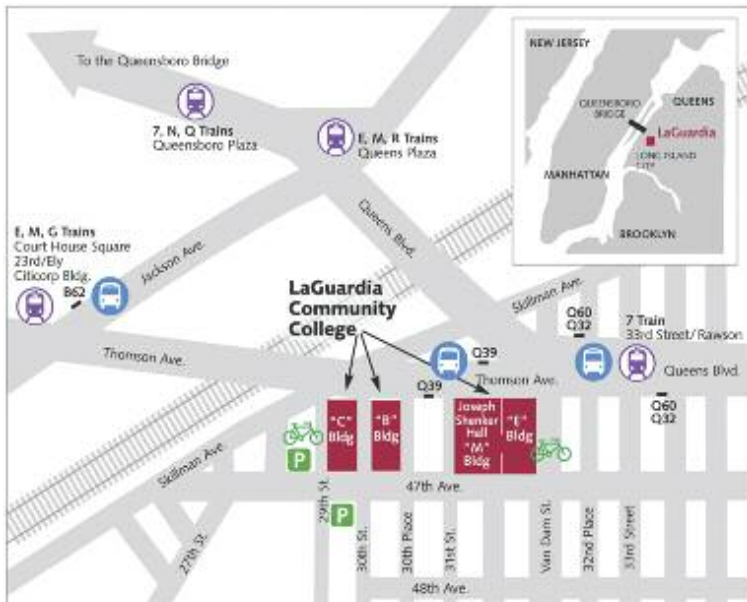 To the Queensboro Bridge
7, N, Q Trains
Queensboro Plaza
E, M, R Trains
Queens Plaza
NEW JERSEY
QUEENS
QUEENSBORO
BRIDGE
LaGuardia
LONG ISLAND
CITY
MANHATTAN
BROOKLYN
E, M, G Trains
Court House Square
23rd/Ely
Citicorp Bldg.
B62
Jackson Ave.
Queens Blvd.
LaGuardia
Community
College
Skillman Ave.
Q60
Q32
7 Train
33rd Street/Rawson
Thomson Ave.
Q39
Q39
Thomson Ave.
Queens Blvd.
Q60
Q32
"C"
Bldg
"B"
Bldg
Joseph
Shenker
Hall
"M"
Bldg
"E"
Bldg
P
Skillman Ave.
47th Ave.
P
27th St.
29th St.
30th St.
30th Place
31st St.
Van Dam St.
32nd Place
33rd Street
48th Ave.